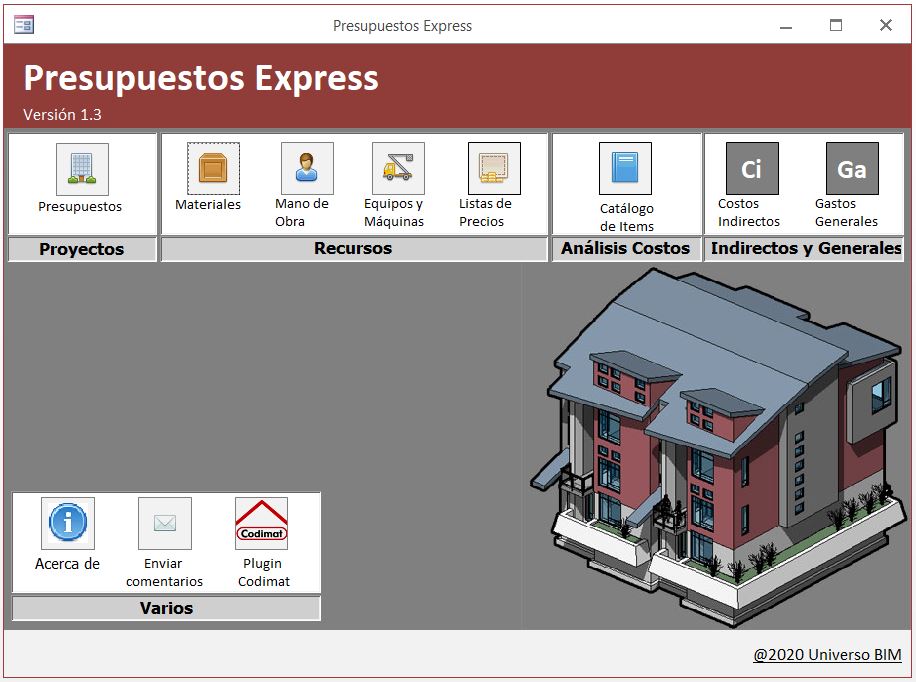 Presupuestos Express
Presupuestos Express
Versión 1.3
Presupuestos
Proyectos
Materiales
Mano de
Obra
Equipos y
Máquinas
Listas de
Precios
Recursos
Catálogo
de Items
Análisis Costos
Ci
Costos
Indirectos
Ga
Gastos
Generales
Indirectos y Generales
Acerca de
Enviar
comentarios
Codimat
Plugin
Codimat
Varios
@2020 Universo BIM